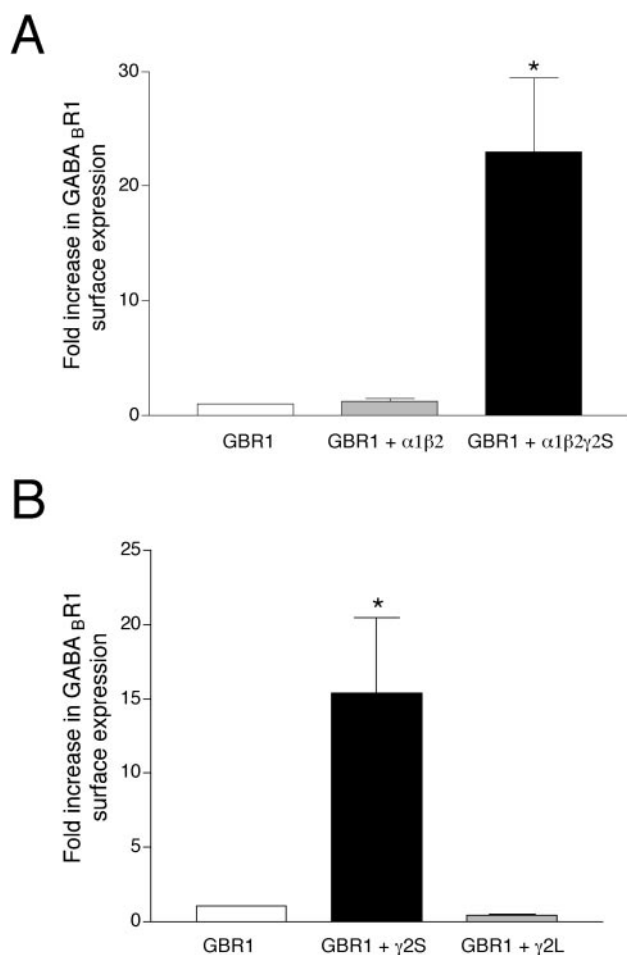 A
Fold increase in GABA BR1
surface expression
30
20
10
0
*
GBR1
GBR1 + α1β2
GBR1 + α1β2γ2S
B
Fold increase in GABA BR1
surface expression
25
20
15
10
5
0
*
GBR1
GBR1 + γ2S
GBR1 + γ2L